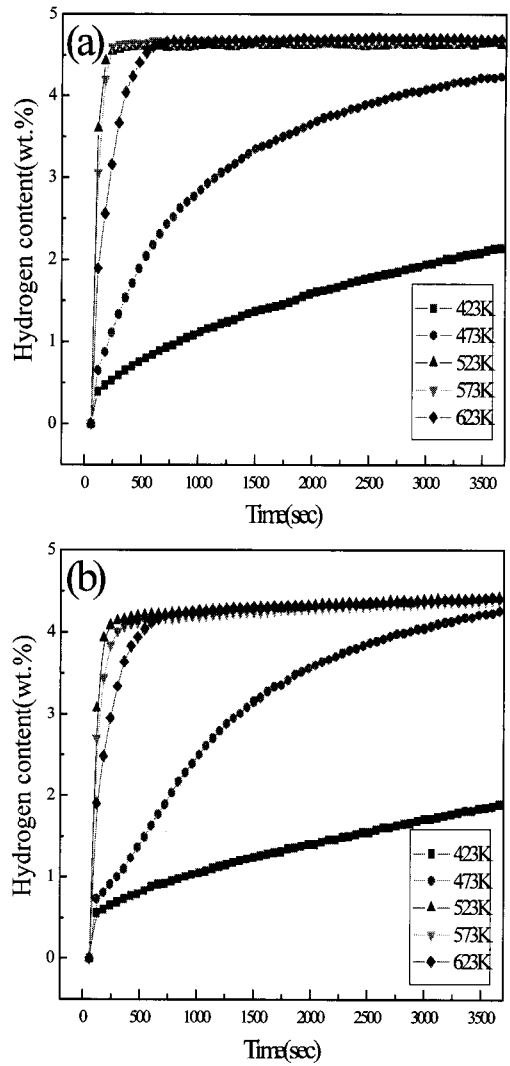 (a)
Hydrogen content(wt.%)
5
4
3
2
1
0
423K
473K
523K
573K
623K
0 500 1000 1500 2000 2500 3000 3500
Time(sec)
(b)
Hydrogen content(wt.%)
5
4
3
2
1
0
423K
473K
523K
573K
623K
0 500 1000 1500 2000 2500 3000 3500
Time(sec)